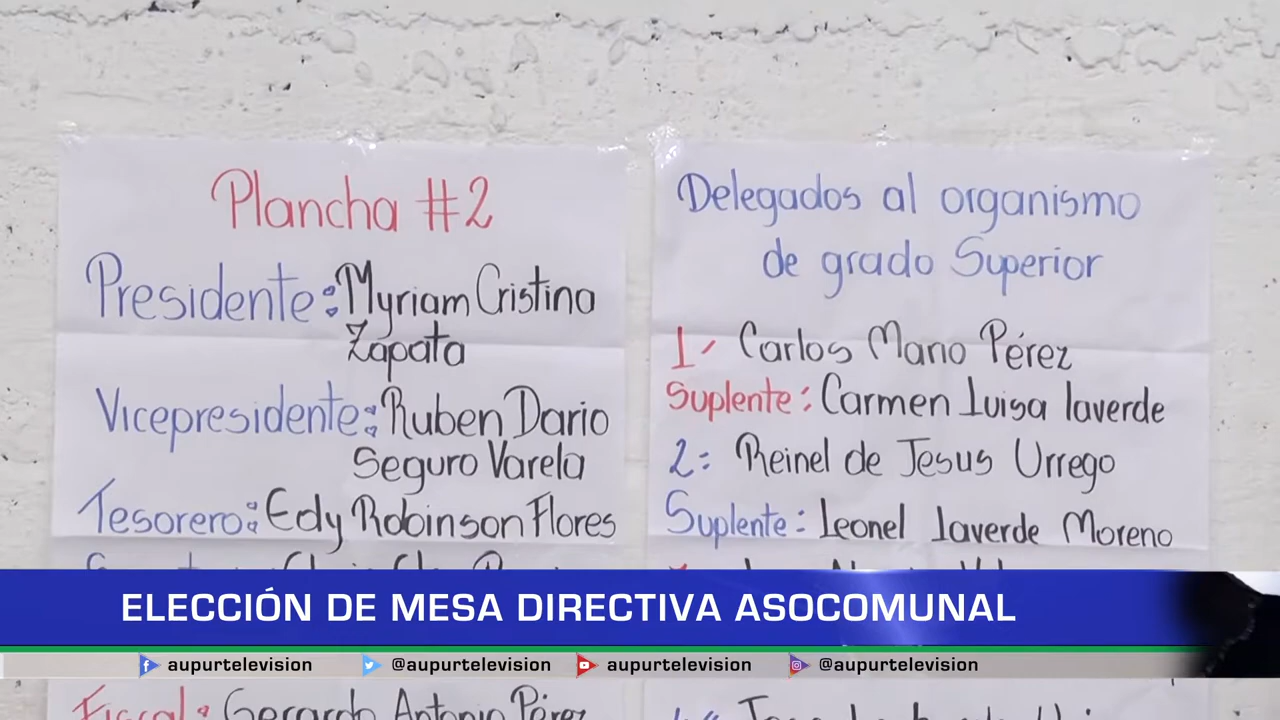 Plancha #2
Presidente: Myriam Cristina
Zapata
Vicepresidente: Ruben Dario
Seguro Varela
Tesorero: Edy Robinson Flores
Fiscal: Gerardo Antonio Pérez
Delegados al organismo
de grado Superior
1- Carlos Mario Pérez
Suplente: Carmen Luisa laverde
2: Reinel de Jesus Urrego
Suplente: Leonel Laverde Moreno
ELECCIÓN DE MESA DIRECTIVA ASOCOMUNAL
aupurtelevision @aupurtelevision aupurtelevision @aupurtelevision